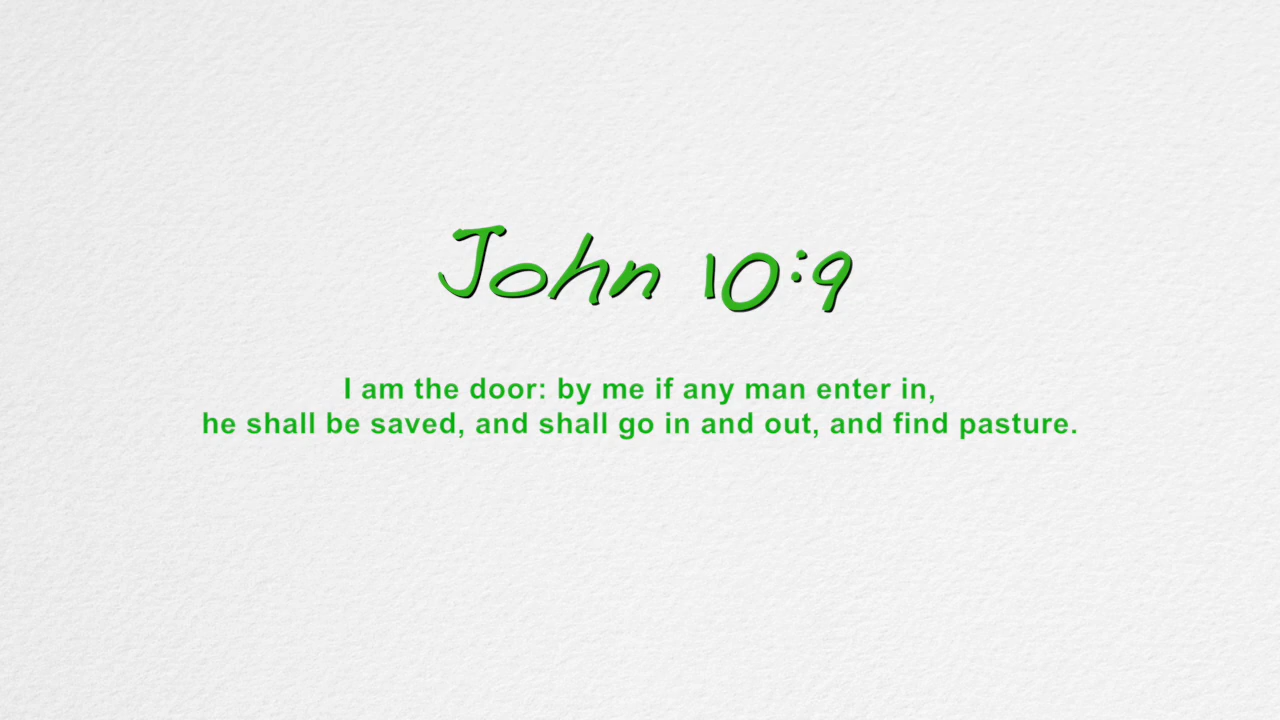 John 10:9
I am the door: by me if any man enter in,
he shall be saved, and shall go in and out, and find pasture.